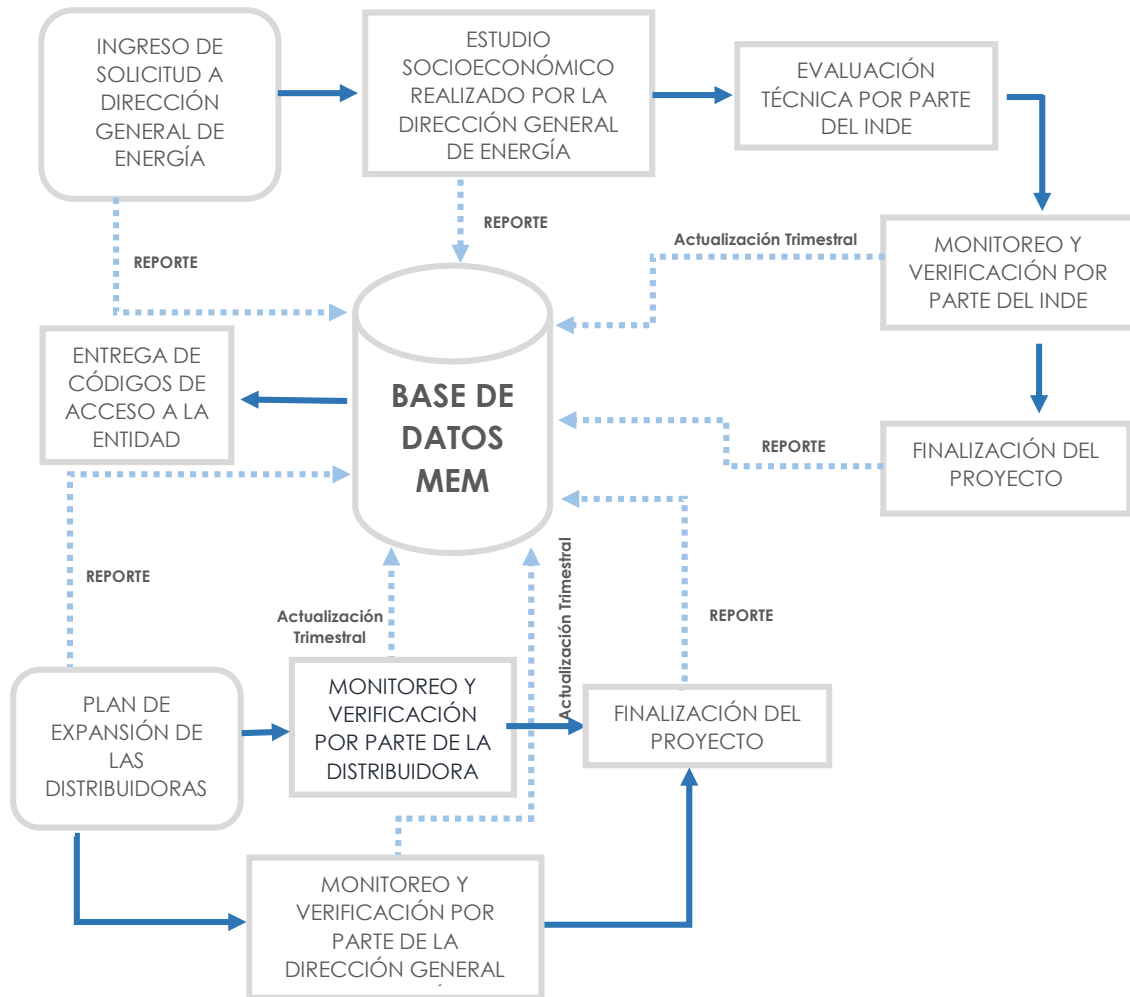 INGRESO DE
SOLICITUD A
DIRECCIÓN
GENERAL DE
ENERGÍA
ESTUDIO
SOCIOECONÓMICO
REALIZADO POR LA
DIRECCIÓN GENERAL
DE ENERGÍA
EVALUACIÓN
TÉCNICA POR PARTE
DEL INDE
REPORTE
REPORTE
Actualización Trimestral
MONITOREO Y
VERIFICACIÓN POR
PARTE DEL INDE
ENTREGA DE
CÓDIGOS DE
ACCESO A LA
ENTIDAD
BASE DE
DATOS
MEM
REPORTE
FINALIZACIÓN DEL
PROYECTO
REPORTE
Actualización
Trimestral
Actualización Trimestral
REPORTE
PLAN DE
EXPANSIÓN DE
LAS
DISTRIBUIDORAS
MONITOREO Y
VERIFICACIÓN
POR PARTE DE LA
DISTRIBUIDORA
FINALIZACIÓN DEL
PROYECTO
MONITOREO Y
VERIFICACIÓN POR
PARTE DE LA
DIRECCIÓN GENERAL